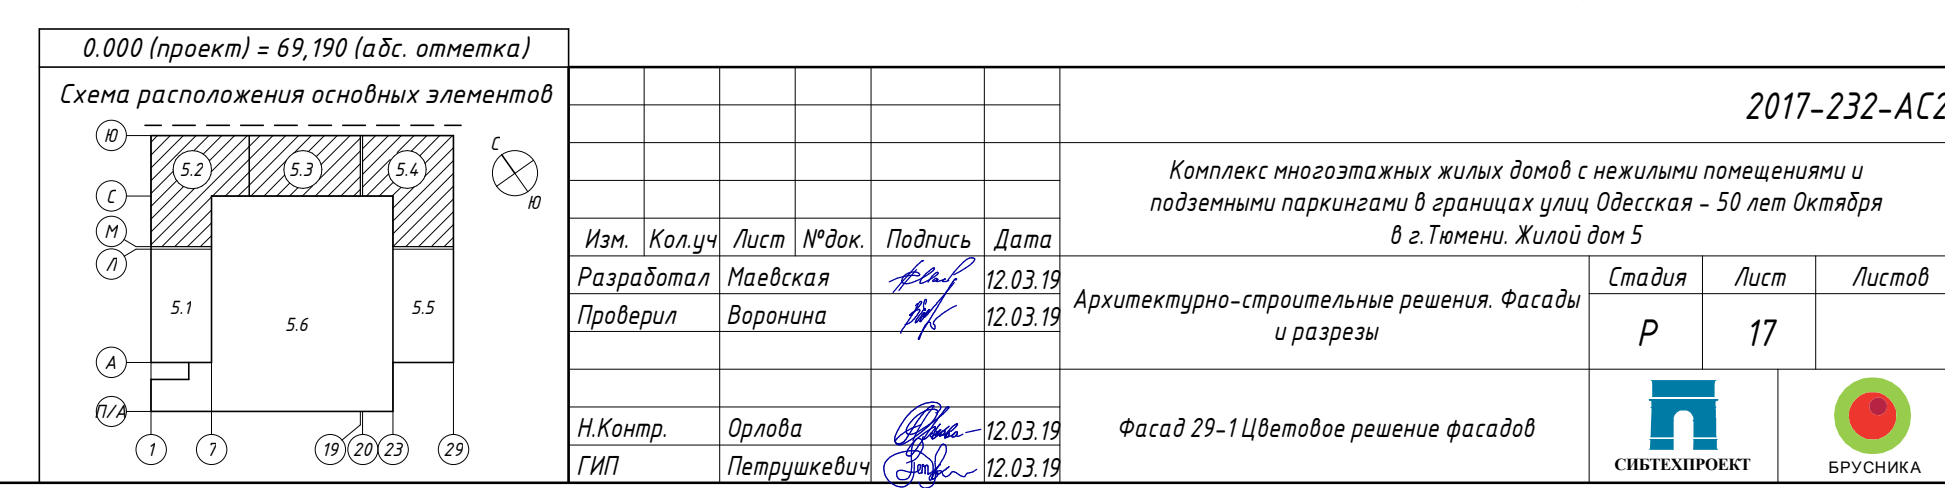 0.000 (проект) = 69,190 (абс. отметка)
Схема расположения основных элементов
Ю
5.2
5.3
5.4
С
Ю
С
М
Л
5.1
5.6
5.5
А
П/А
1
7
19
20
23
29
2017-232-АС2
Комплекс многоэтажных жилых домов с нежилыми помещениями и
подземными паркингами в границах улиц Одесская - 50 лет Октября
в г.Тюмени. Жилой дом 5
Изм. Кол.уч Лист №док. Подпись Дата
Разработал Маевская 12.03.19
Проверил Воронина 12.03.19
Н.Контр. Орлова 12.03.19
ГИП Петрушкевич 12.03.19
Архитектурно-строительные решения. Фасады
и разрезы
Стадия Лист Листов
Р 17
Фасад 29-1 Цветовое решение фасадов
СИБТЕХПРОЕКТ
БРУСНИКА